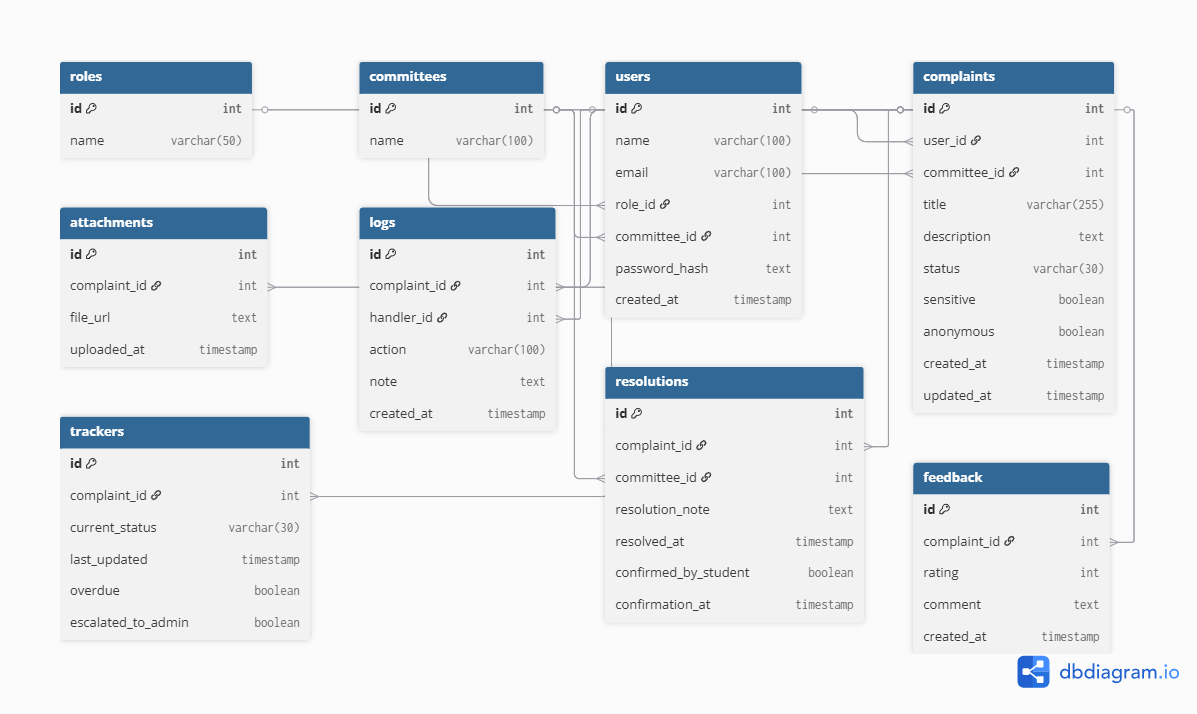 roles
id int
name varchar(50)
committees
id int
name varchar(100)
users
id int
name varchar(100)
email varchar(100)
role_id int
committee_id int
password_hash text
created_at timestamp
complaints
id int
user_id int
committee_id int
title varchar(255)
description text
status varchar(30)
sensitive boolean
anonymous boolean
created_at timestamp
updated_at timestamp
attachments
id int
complaint_id int
file_url text
uploaded_at timestamp
logs
id int
complaint_id int
handler_id int
action varchar(100)
note text
created_at timestamp
resolutions
id int
complaint_id int
committee_id int
resolution_note text
resolved_at timestamp
confirmed_by_student boolean
confirmation_at timestamp
trackers
id int
complaint_id int
current_status varchar(30)
last_updated timestamp
overdue boolean
escalated_to_admin boolean
feedback
id int
complaint_id int
rating int
comment text
created_at timestamp
dbdiagram.io